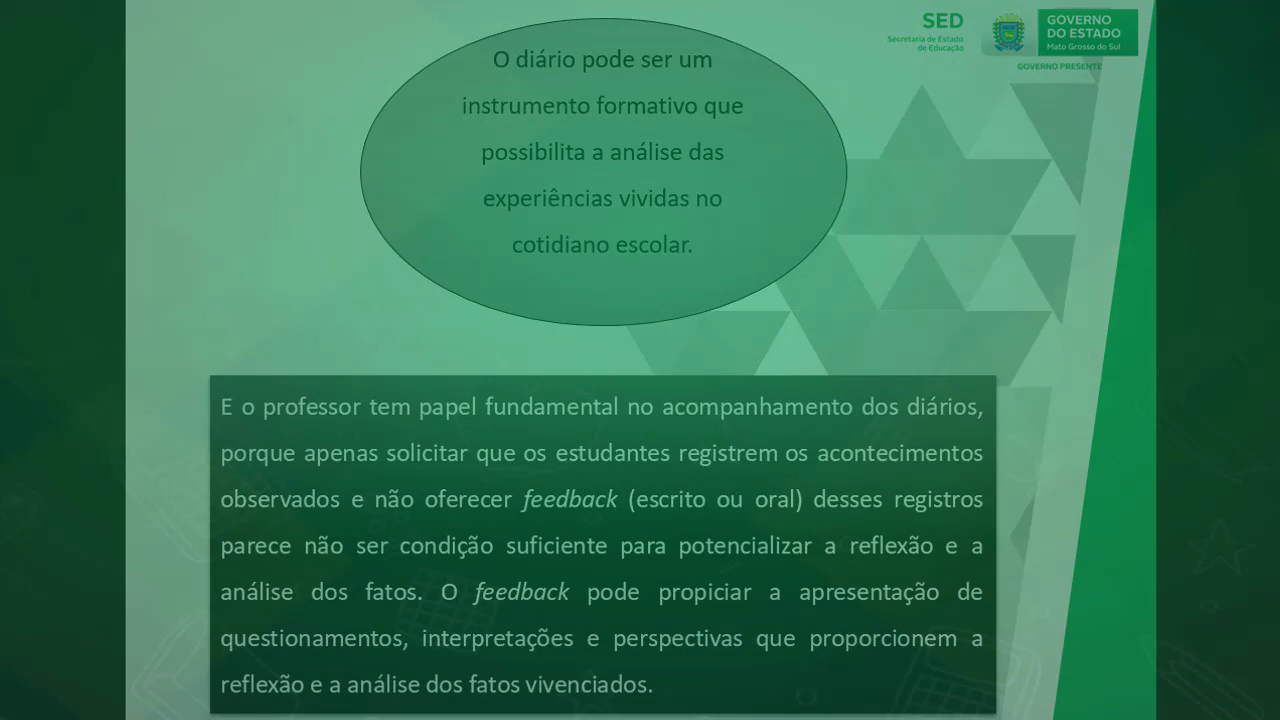 SED
Secretaria de Estado
de Educação
GOVERNO
DO ESTADO
Mato Grosso do Sul
GOVERNO PRESENTE
O diário pode ser um
instrumento formativo que
possibilita a análise das
experiências vividas no
cotidiano escolar.
E o professor tem papel fundamental no acompanhamento dos diários,
porque apenas solicitar que os estudantes registrem os acontecimentos
observados e não oferecer feedback (escrito ou oral) desses registros
parece não ser condição suficiente para potencializar a reflexão e a
análise dos fatos. O feedback pode propiciar a apresentação de
questionamentos, interpretações e perspectivas que proporcionem a
reflexão e a análise dos fatos vivenciados.